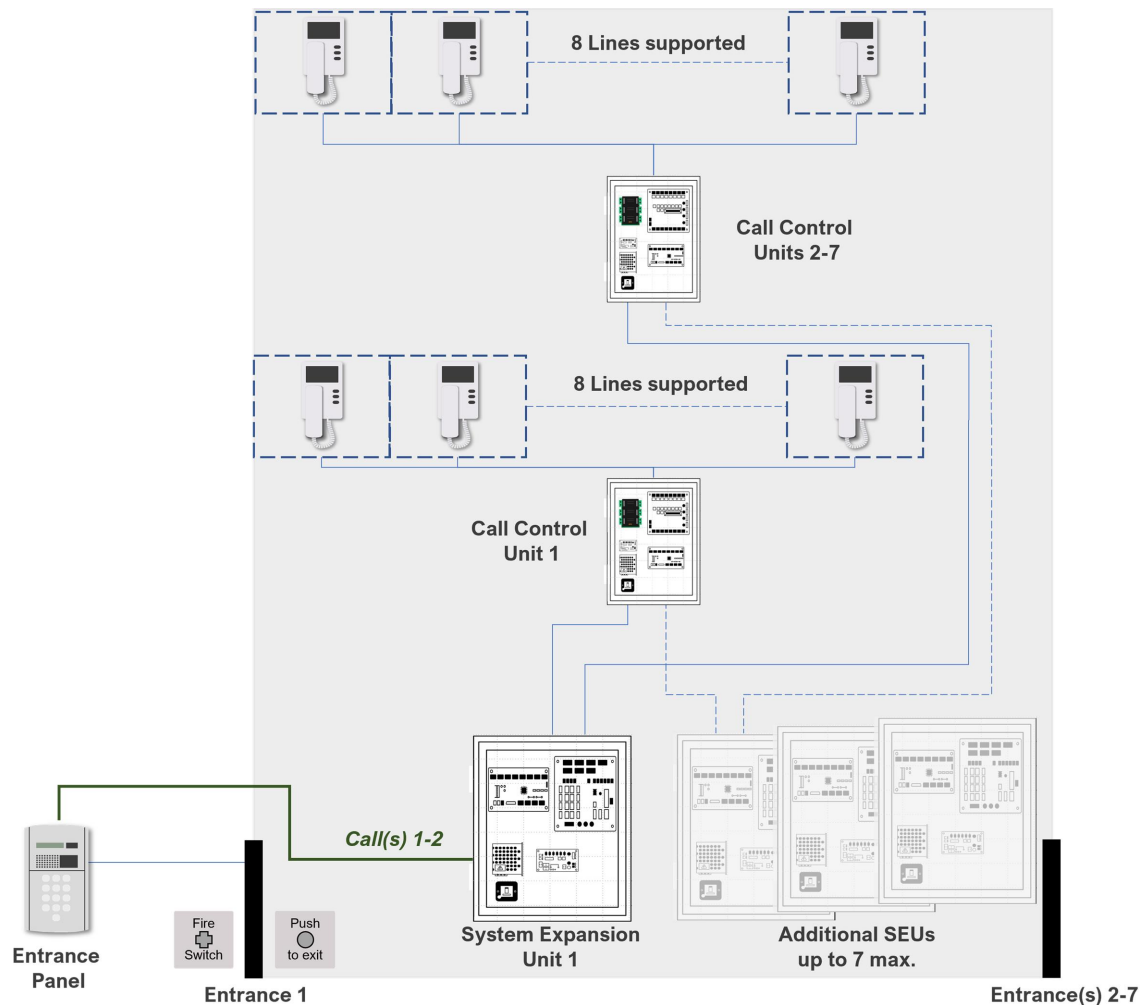 8 Lines supported
Call Control
Units 2-7
8 Lines supported
Call Control
Unit 1
Call(s) 1-2
Fire
Switch
Push
to exit
Entrance
Panel
System Expansion
Unit 1
Additional SEUs
up to 7 max.
Entrance 1
Entrance(s) 2-7